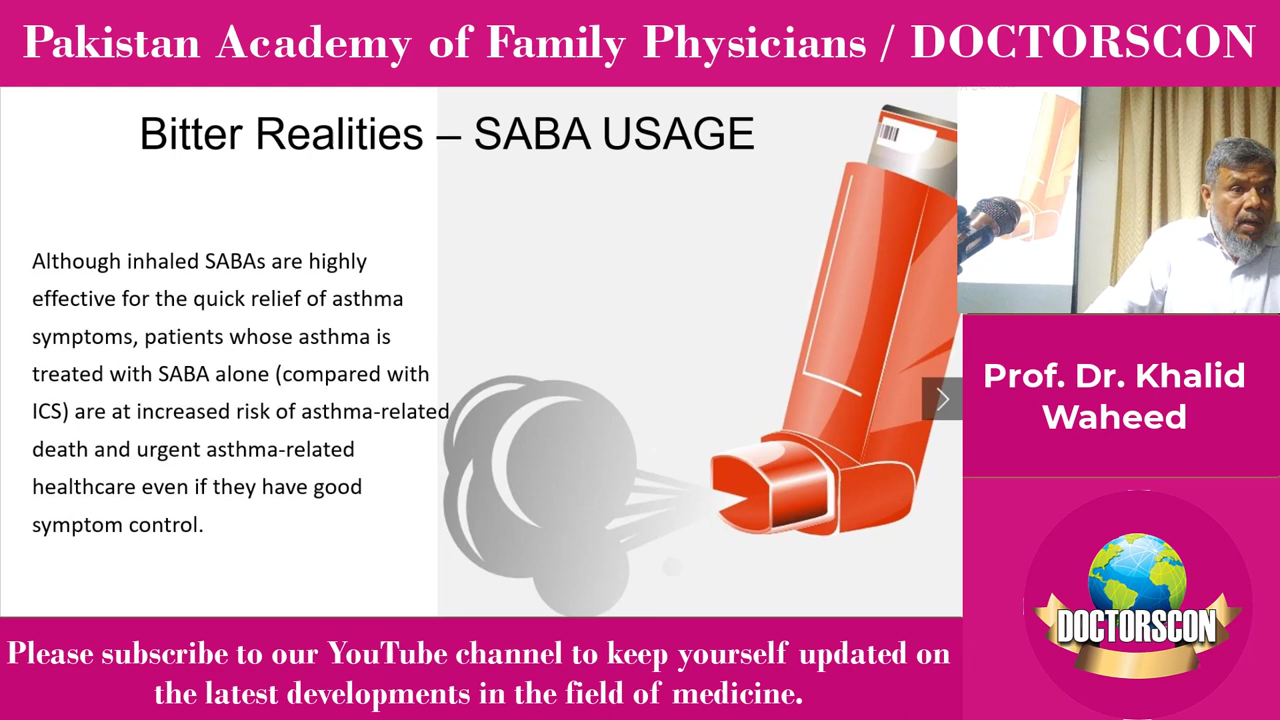 Pakistan Academy of Family Physicians / DOCTORSCON
Bitter Realities – SABA USAGE
Although inhaled SABAs are highly
effective for the quick relief of asthma
symptoms, patients whose asthma is
treated with SABA alone (compared with
ICS) are at increased risk of asthma-related
death and urgent asthma-related
healthcare even if they have good
symptom control.
Prof. Dr. Khalid
Waheed
DOCTORSCON
Please subscribe to our YouTube channel to keep yourself updated on
the latest developments in the field of medicine.